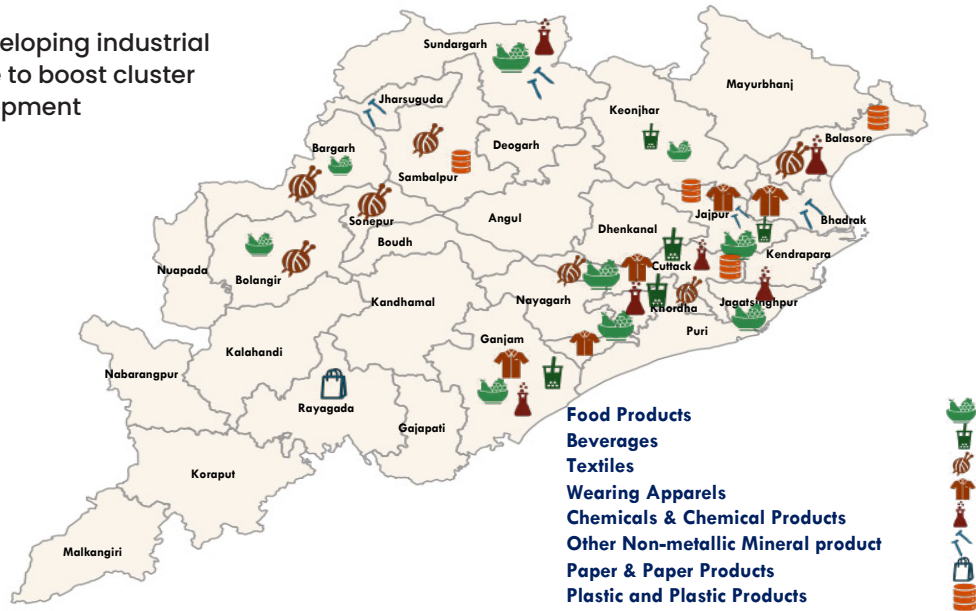 eloping industrial
to boost cluster
opment
Sundargarh
Mayurbhanj
Jharsuguda
Keonjhar
Balasore
Bargarh
Deogarh
Sambalpur
Jajpur
Bhadrak
Sonepur
Angul
Dhenkanal
Boudh
Kendrapara
Cuttack
Nuapada
Bolangir
Kandhamal
Nayagarh
Khordha
Jagatsinghpur
Puri
Ganjam
Kalahandi
Nabarangpur
Rayagada
Gajapati
Koraput
Malkangiri
Food Products
Beverages
Textiles
Wearing Apparels
Chemicals & Chemical Products
Other Non-metallic Mineral product
Paper & Paper Products
Plastic and Plastic Products